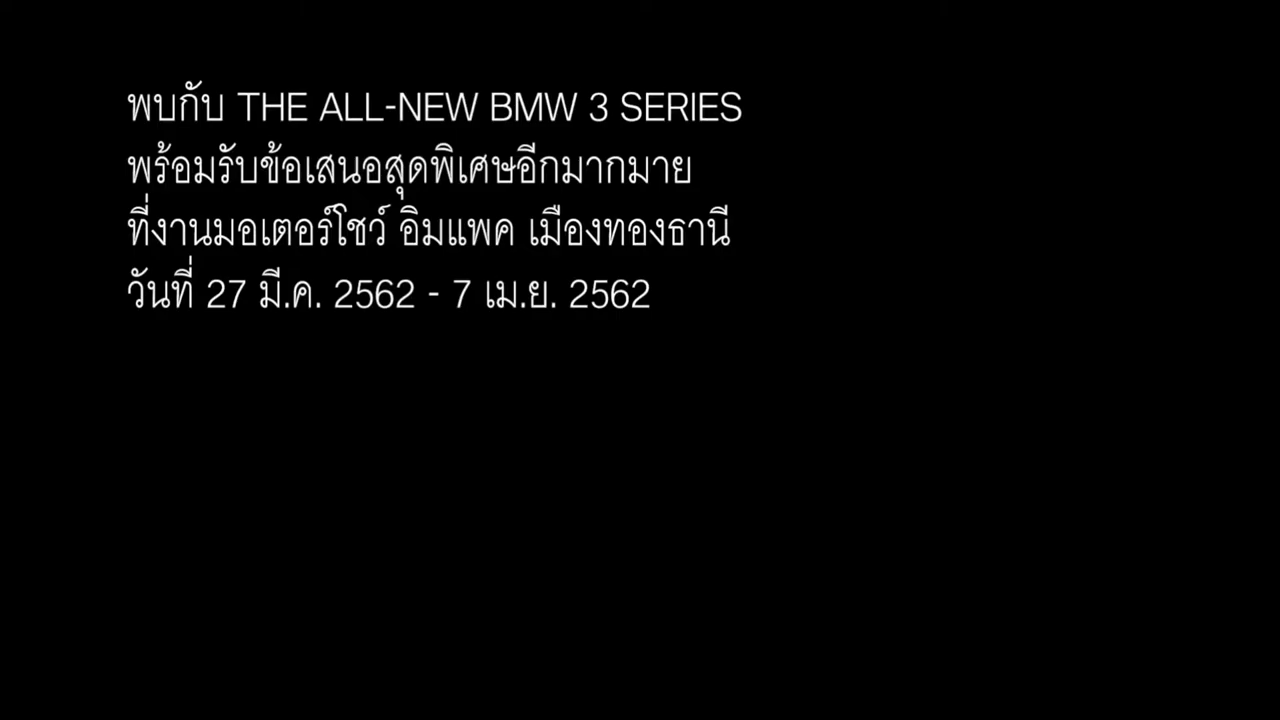 พบกับ THE ALL-NEW BMW 3 SERIES
พร้อมรับข้อเสนอสุดพิเศษอีกมากมาย
ที่งานมอเตอร์โชว์ อิมแพค เมืองทองธานี
วันที่ 27 มี.ค. 2562 - 7 เม.ย. 2562